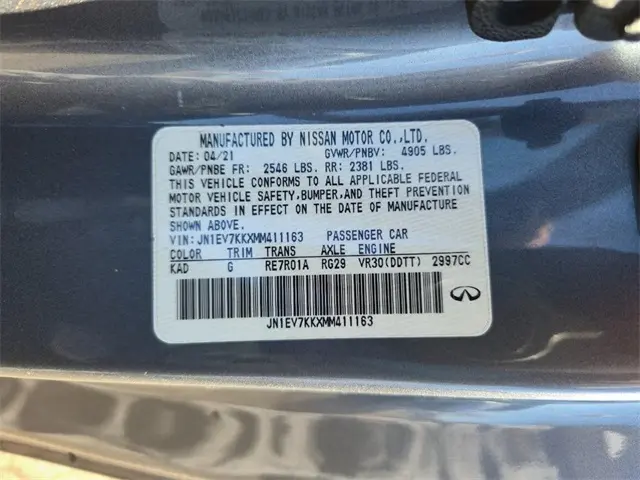 MANUFACTURED BY NISSAN MOTOR CO.,LTD.
DATE: 04/21 GVWR/PNBV: 4905 LBS.
GAWR/PNBE FR: 2546 LBS. RR: 2381 LBS.
THIS VEHICLE CONFORMS TO ALL APPLICABLE FEDERAL
MOTOR VEHICLE SAFETY,BUMPER,AND THEFT PREVENTION
STANDARDS IN EFFECT ON THE DATE OF MANUFACTURE
SHOWN ABOVE.
VIN: JN1EV7KKXMM411163 PASSENGER CAR
COLOR TRIM TRANS AXLE ENGINE
KAD G RE7R01A RG29 VR30(DDTT) 2997CC
JN1EV7KKXMM411163